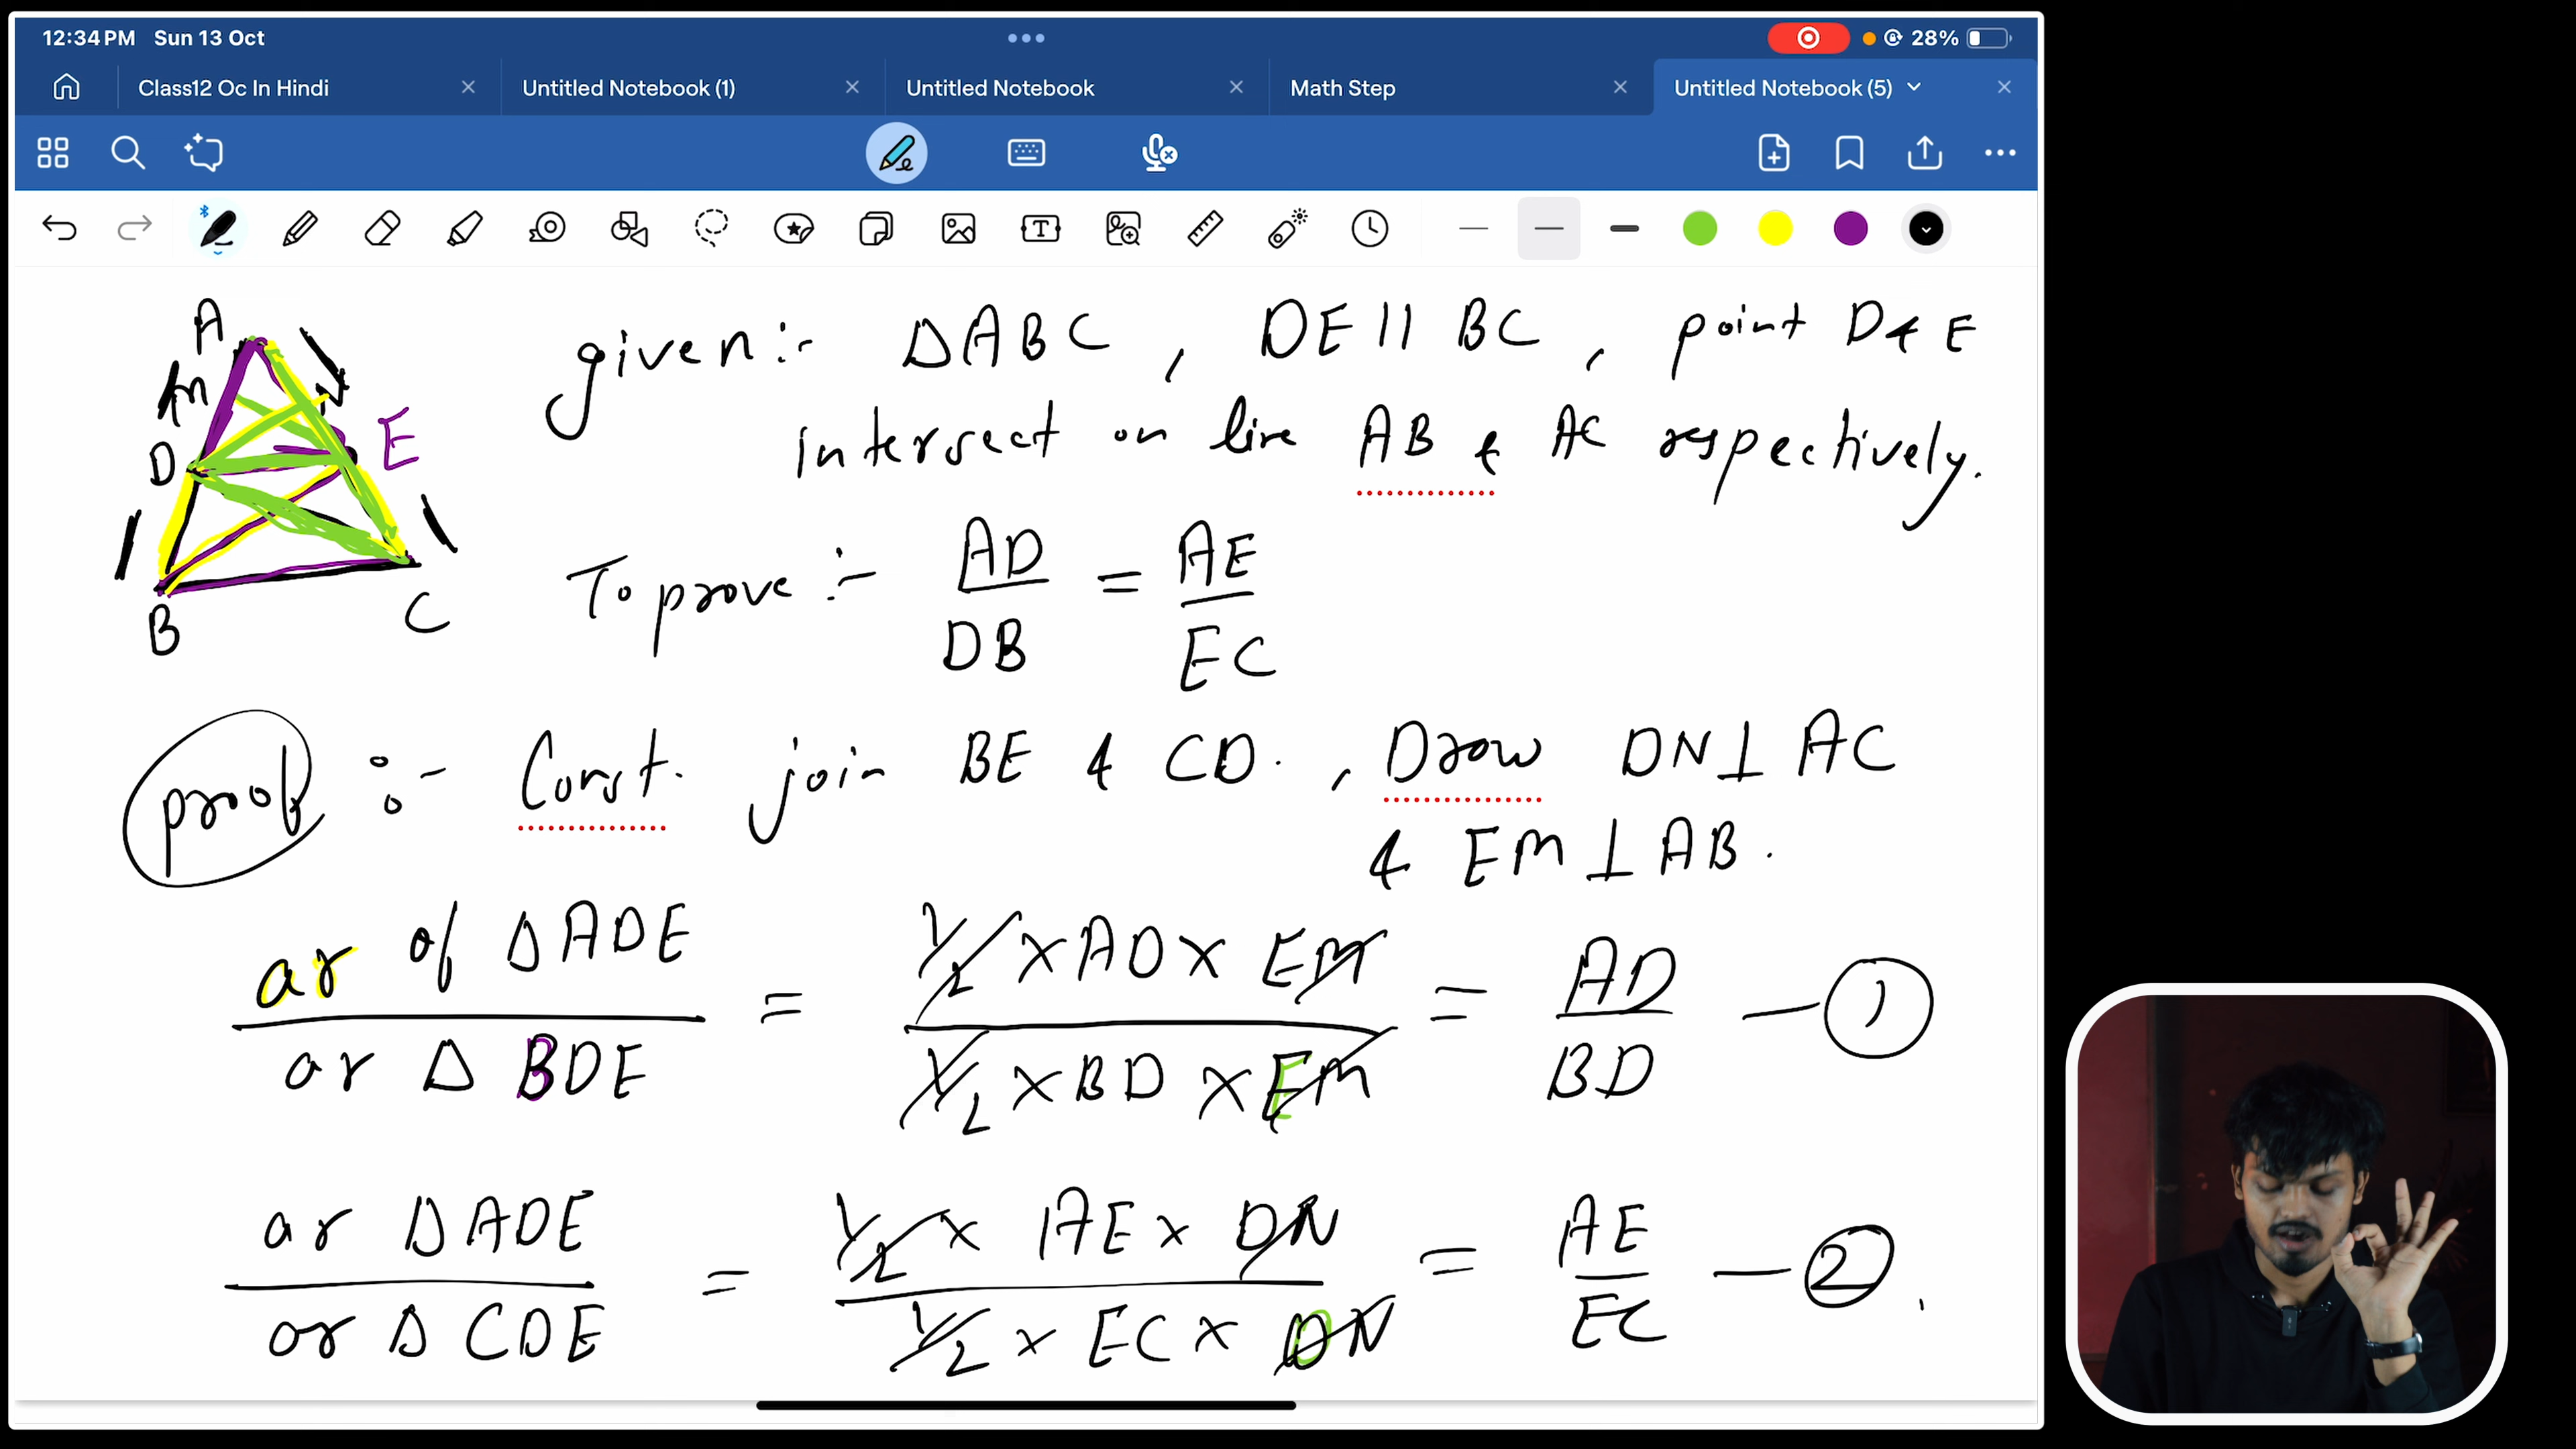 12:34 PM Sun 13 Oct
28%
Class12 Oc In Hindi
Untitled Notebook (1)
Untitled Notebook
Math Step
Untitled Notebook (5)
A
M
N
D
E
B
C
given :- ΔABC, DE || BC, point D & E
intersect on line AB & AC respectively.
To prove :- AD/DB = AE/EC
proof :- Const. join BE & CD., Draw DN ⊥ AC
& EM ⊥ AB.
ar of ΔADE / ar Δ BDE = 1/2 × AD × EM / 1/2 × BD × EM = AD/BD — 1
ar ΔADE / ar Δ CDE = 1/2 × AE × DN / 1/2 × EC × DN = AE/EC — 2.